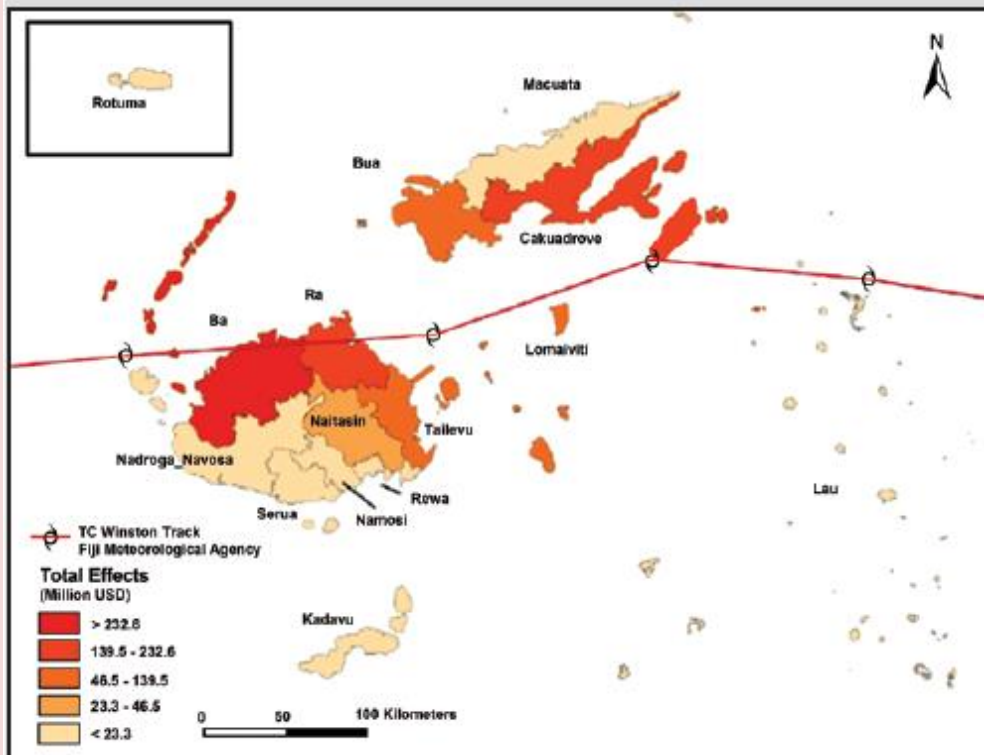 N
Rotuma
Macuata
Bua
Cakuadrove
Ra
Ba
Lomaiviti
Naitasin
Tailevu
Nadroga_Navosa
Rewa
Lau
Serua
Namosi
TC Winston Track
Fiji Meteorological Agency
Total Effects
(Million USD)
Kadavu
> 232.6
139.5 - 232.6
46.5 - 139.5
23.3 - 46.5
< 23.3
0 50 100 Kilometers